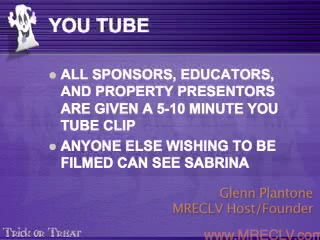 YOU TUBE
ALL SPONSORS, EDUCATORS,
AND PROPERTY PRESENTORS
ARE GIVEN A 5-10 MINUTE YOU
TUBE CLIP
ANYONE ELSE WISHING TO BE
FILMED CAN SEE SABRINA
Glenn Plantone
MRECLV Host/Founder
Trick or Treat
www.MRECLV.com